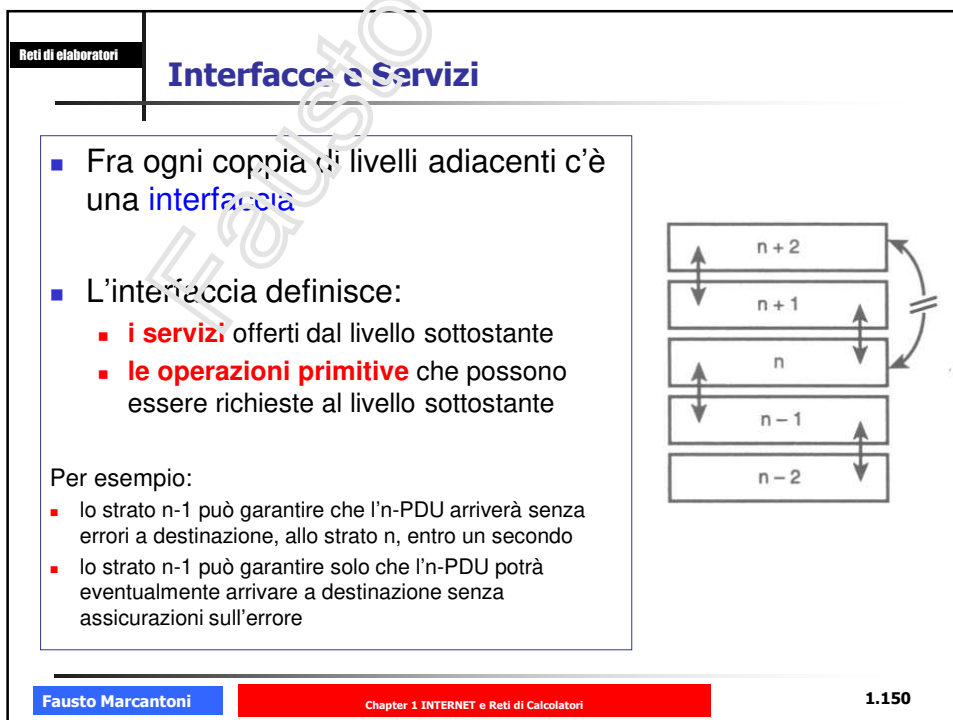 Reti di elaboratori
Interfacce e Servizi
Fra ogni coppia di livelli adiacenti c'è
una interfaccia
L'interfaccia definisce:
i servizi offerti dal livello sottostante
le operazioni primitive che possono
essere richieste al livello sottostante
Per esempio:
lo strato n-1 può garantire che l'n-PDU arriverà senza
errori a destinazione, allo strato n, entro un secondo
lo strato n-1 può garantire solo che l'n-PDU potrà
eventualmente arrivare a destinazione senza
assicurazioni sull'errore
n + 2
n + 1
n
n – 1
n – 2
Fausto
Fausto Marcantoni
Chapter 1 INTERNET e Reti di Calcolatori
1.150